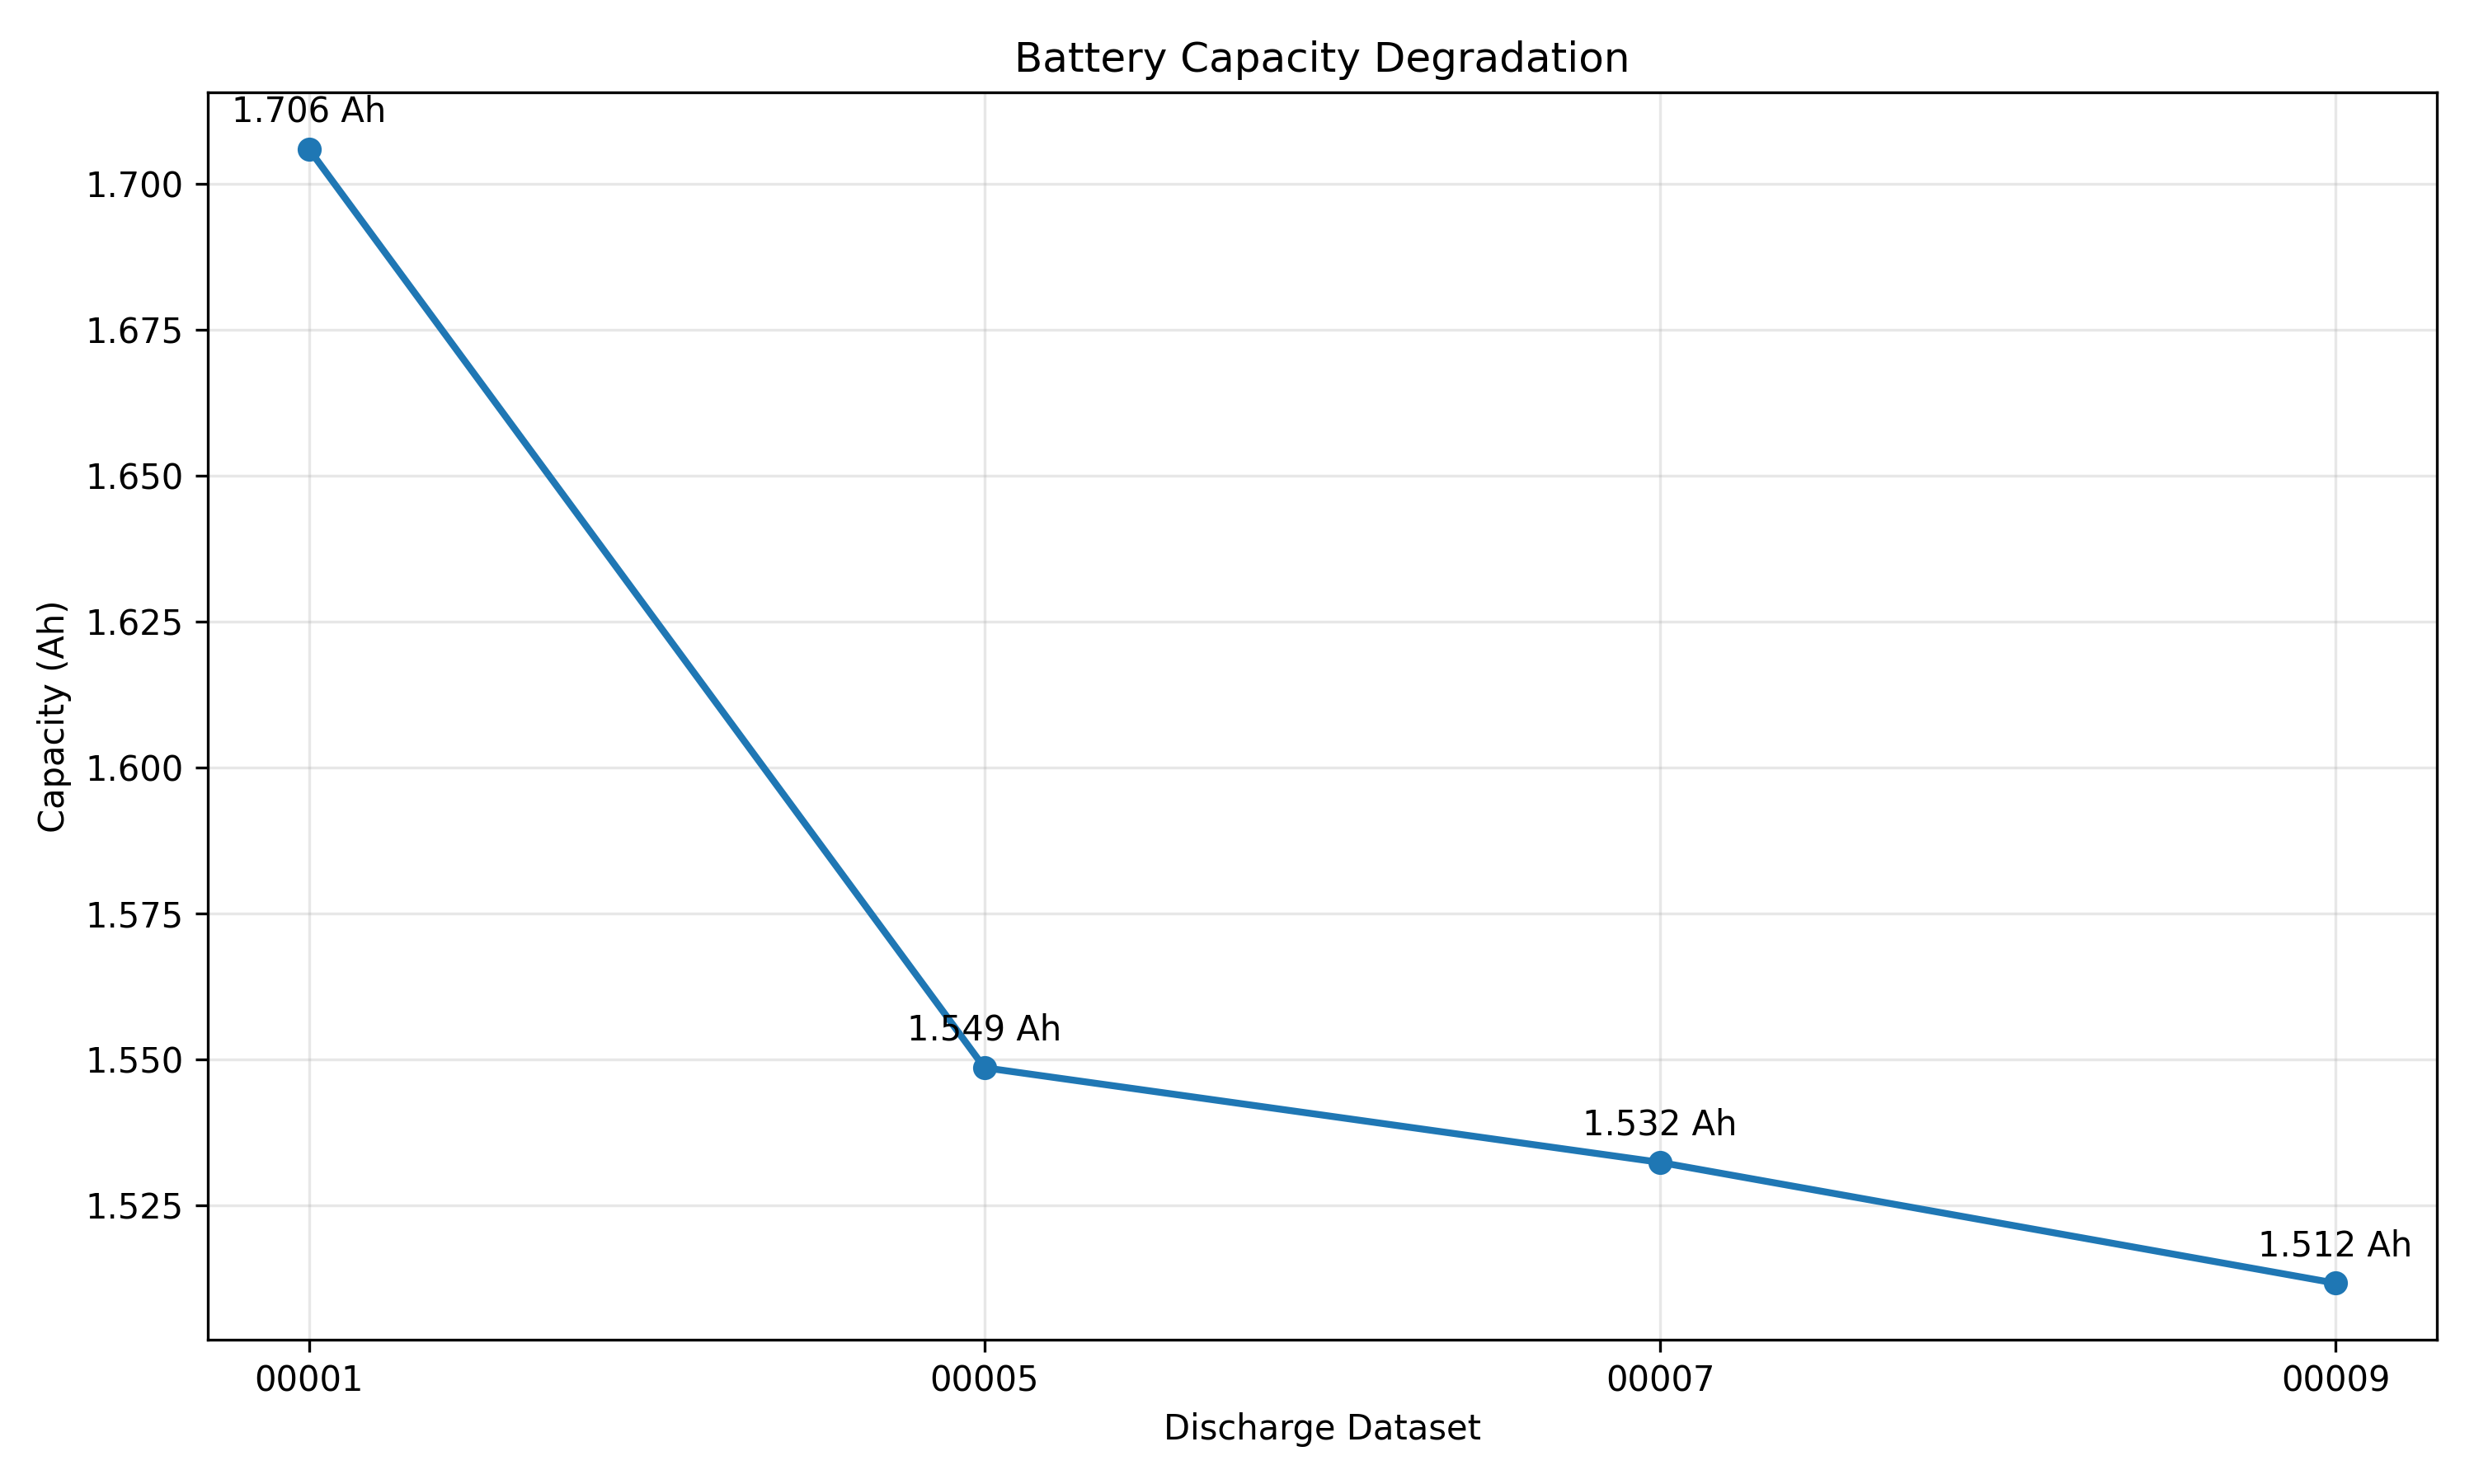 Battery Capacity Degradation
1.706 Ah
1.700
1.675
1.650
1.625
1.600
1.575
1.549 Ah
1.550
1.532 Ah
1.525
1.512 Ah
Capacity (Ah)
00001 00005 00007 00009
Discharge Dataset